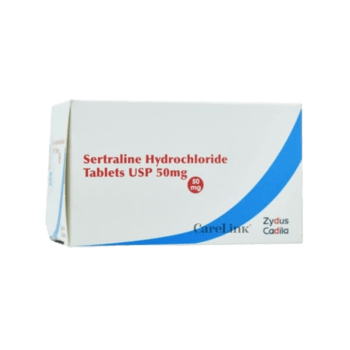 Sertraline Hydrochloride
Tablets USP 50mg
50
mg
CareLink
Zydus
Cadila